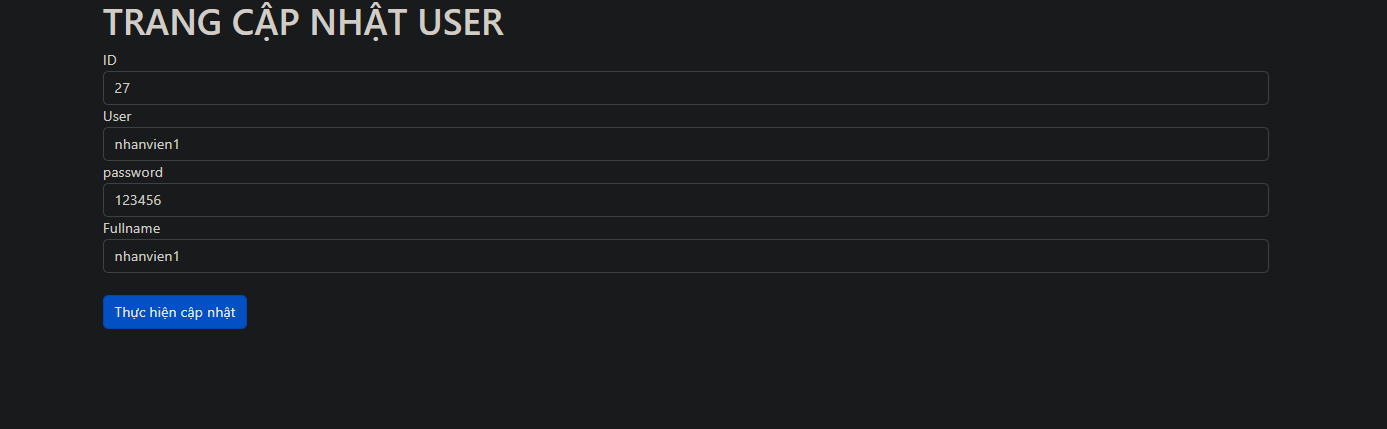 TRANG CẬP NHẬT USER
ID
27
User
nhanvien1
password
123456
Fullname
nhanvien1
Thực hiện cập nhật